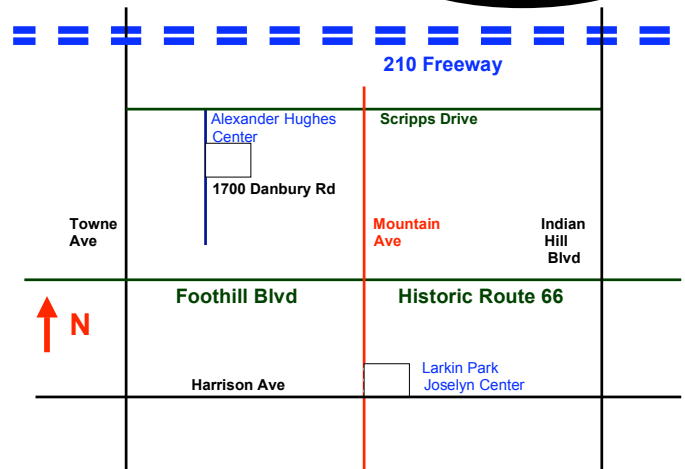 210 Freeway
Alexander Hughes
Center
Scripps Drive
1700 Danbury Rd
Towne
Ave
Mountain
Ave
Indian
Hill
Blvd
Foothill Blvd
Historic Route 66
N
Larkin Park
Joselyn Center
Harrison Ave